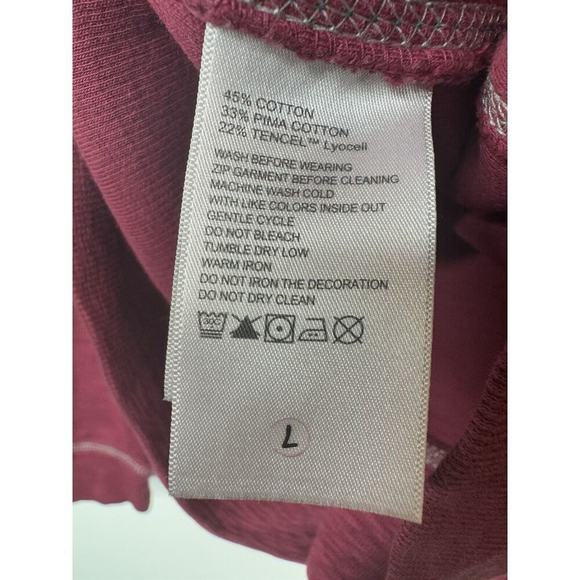 45% COTTON
33% PIMA COTTON
22% TENCEL™ Lyocell
WASH BEFORE WEARING
ZIP GARMENT BEFORE CLEANING
MACHINE WASH COLD
WITH LIKE COLORS INSIDE OUT
GENTLE CYCLE
DO NOT BLEACH
TUMBLE DRY LOW
WARM IRON
DO NOT IRON THE DECORATION
DO NOT DRY CLEAN
30C
L